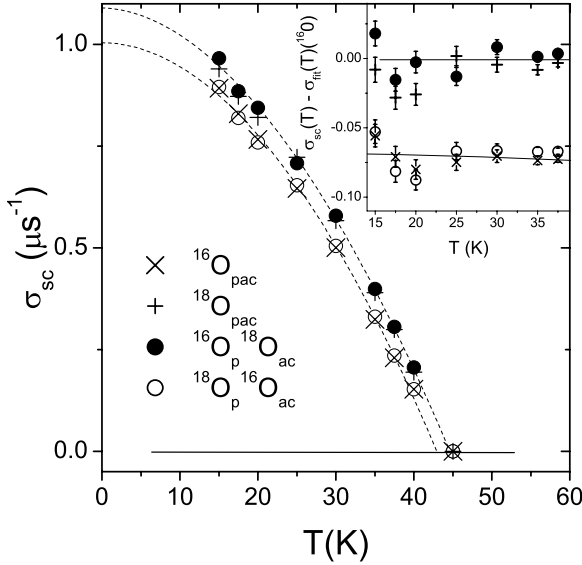 σsc (μs-1)
1.0
0.5
0.0
0 10 20 30 40 50 60
T(K)
16Opac
18Opac
16Op18Oac
18Op16Oac
σsc(T) - σfit(T)(160)
0.00
-0.05
-0.10
15 20 25 30 35
T (K)